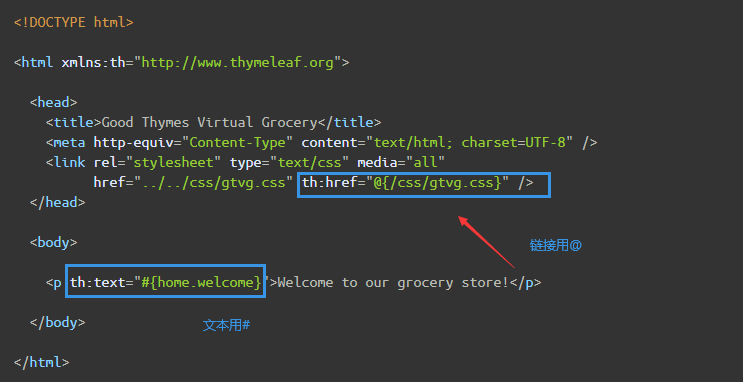 <!DOCTYPE html>
<html xmlns:th="http://www.thymeleaf.org">
<head>
<title>Good Thymes Virtual Grocery</title>
<meta http-equiv="Content-Type" content="text/html; charset=UTF-8" />
<link rel="stylesheet" type="text/css" media="all"
href="../../css/gtvg.css" th:href="@{/css/gtvg.css}" />
</head>
<body>
链接用@
<p th:text="#{home.welcome}">Welcome to our grocery store!</p>
</body>
文本用#
</html>